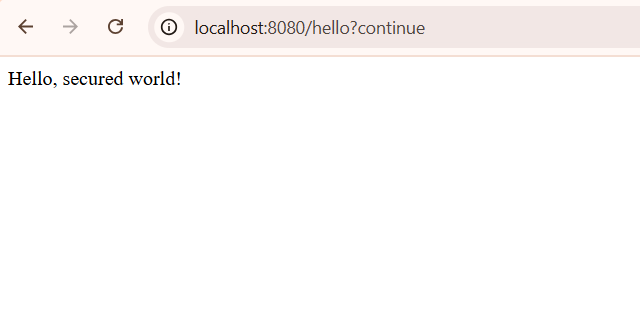 localhost:8080/hello?continue
Hello, secured world!